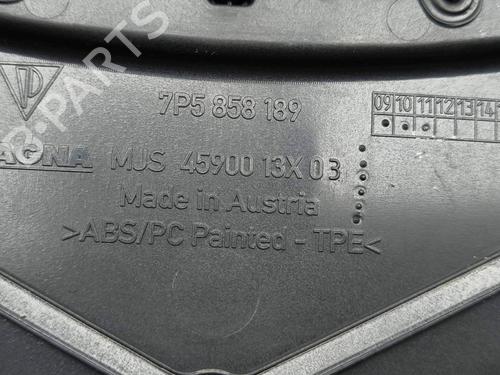 7P5 858 189
09 10 11 12 13 14
MJS 45900 13X 03
Made in Austria
>ABS/PC Painted - TPE<
B-PARTS